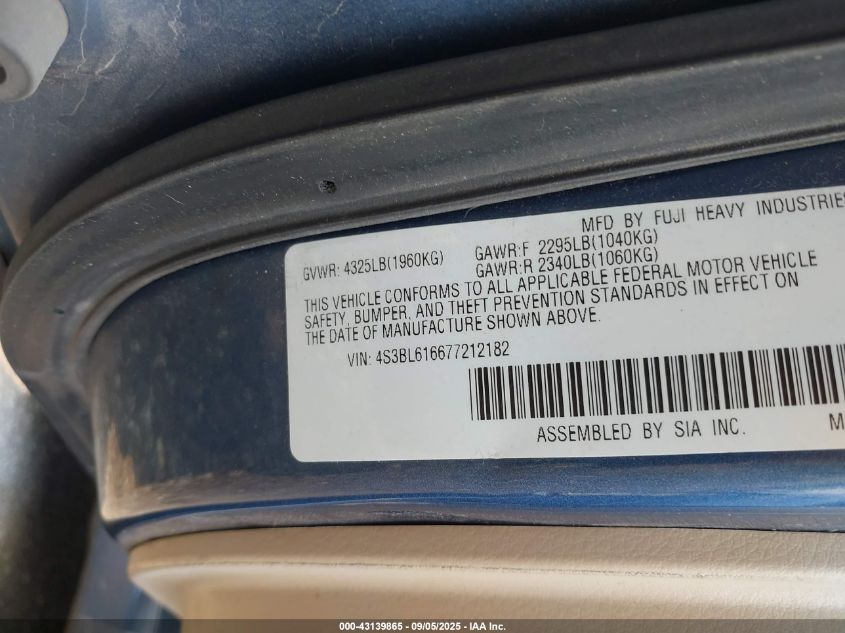 MFD BY FUJI HEAVY INDUSTRIES
GVWR: 4325LB(1960KG) GAWR:F 2295LB(1040KG)
GAWR:R 2340LB(1060KG)
THIS VEHICLE CONFORMS TO ALL APPLICABLE FEDERAL MOTOR VEHICLE
SAFETY, BUMPER, AND THEFT PREVENTION STANDARDS IN EFFECT ON
THE DATE OF MANUFACTURE SHOWN ABOVE.
VIN: 4S3BL616677212182
ASSEMBLED BY SIA INC. M
000-43139865 - 09/05/2025 - IAA Inc.